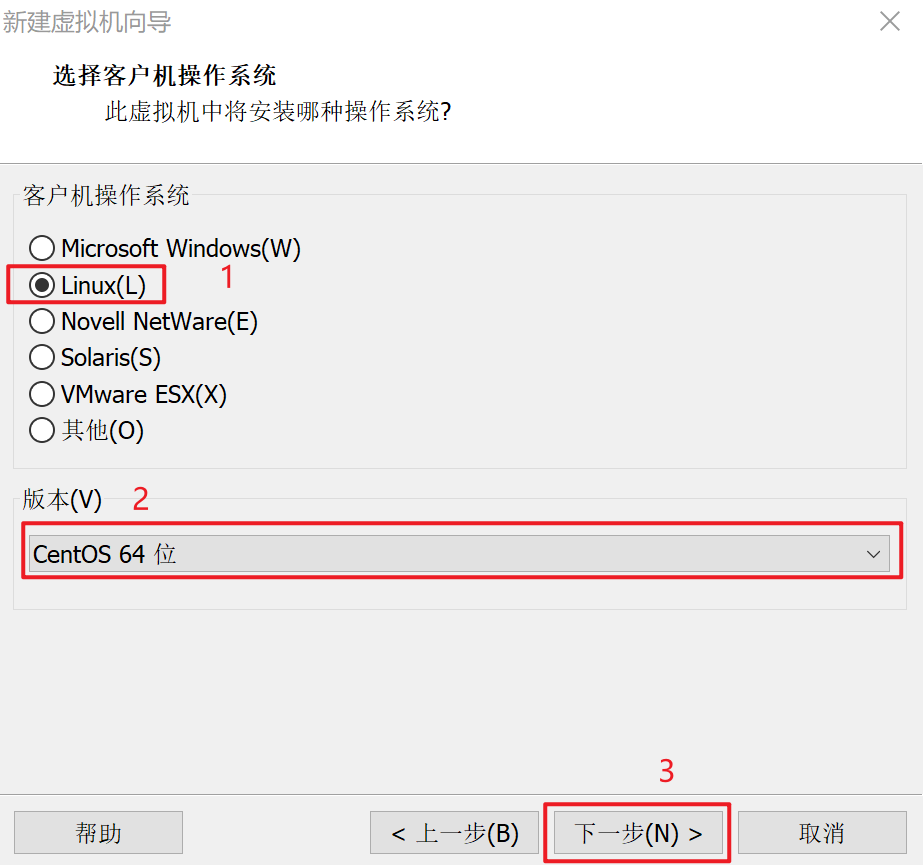 新建虚拟机向导
选择客户机操作系统
此虚拟机中将安装哪种操作系统?
客户机操作系统
Microsoft Windows(W)
1
Linux(L)
Novell NetWare(E)
Solaris(S)
VMware ESX(X)
其他(O)
版本(V) 2
CentOS 64 位
3
帮助 < 上一步(B) 下一步(N) > 取消